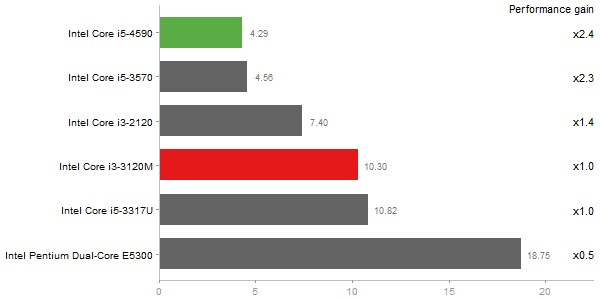 Performance gain
Intel Core i5-4590 4.29 x2.4
Intel Core i5-3570 4.56 x2.3
Intel Core i3-2120 7.40 x1.4
Intel Core i3-3120M 10.30 x1.0
Intel Core i5-3317U 10.82 x1.0
Intel Pentium Dual-Core E5300 18.75 x0.5
0 5 10 15 20